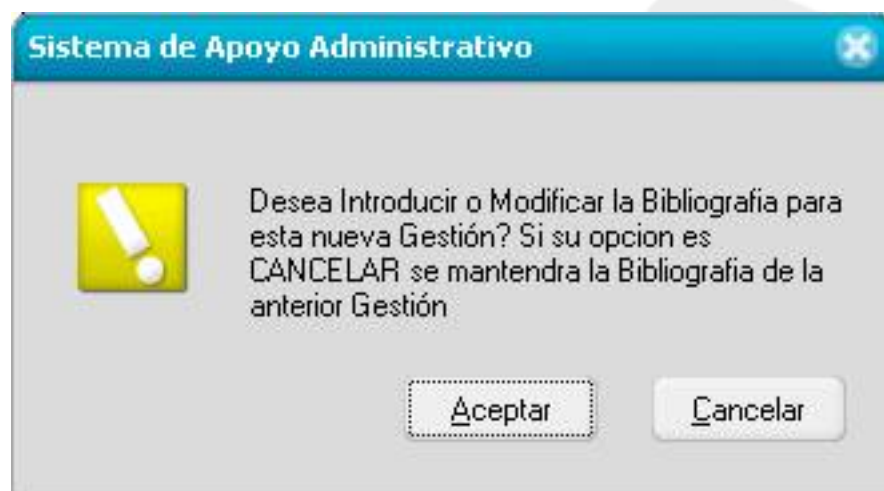 Sistema de Apoyo Administrativo
Desea Introducir o Modificar la Bibliografia para
esta nueva Gestión? Si su opcion es
CANCELAR se mantendra la Bibliografia de la
anterior Gestión
Aceptar
Cancelar